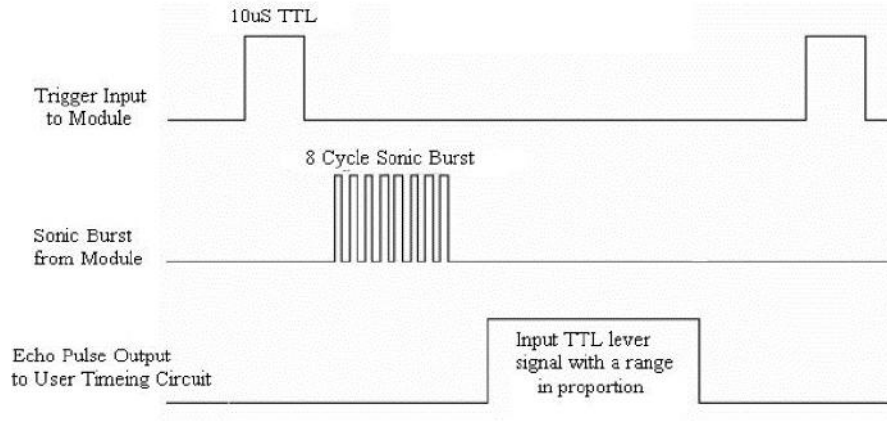 10uS TTL
Trigger Input
to Module
8 Cycle Sonic Burst
Sonic Burst
from Module
Echo Pulse Output
to User Timeing Circuit
Input TTL lever
signal with a range
in proportion